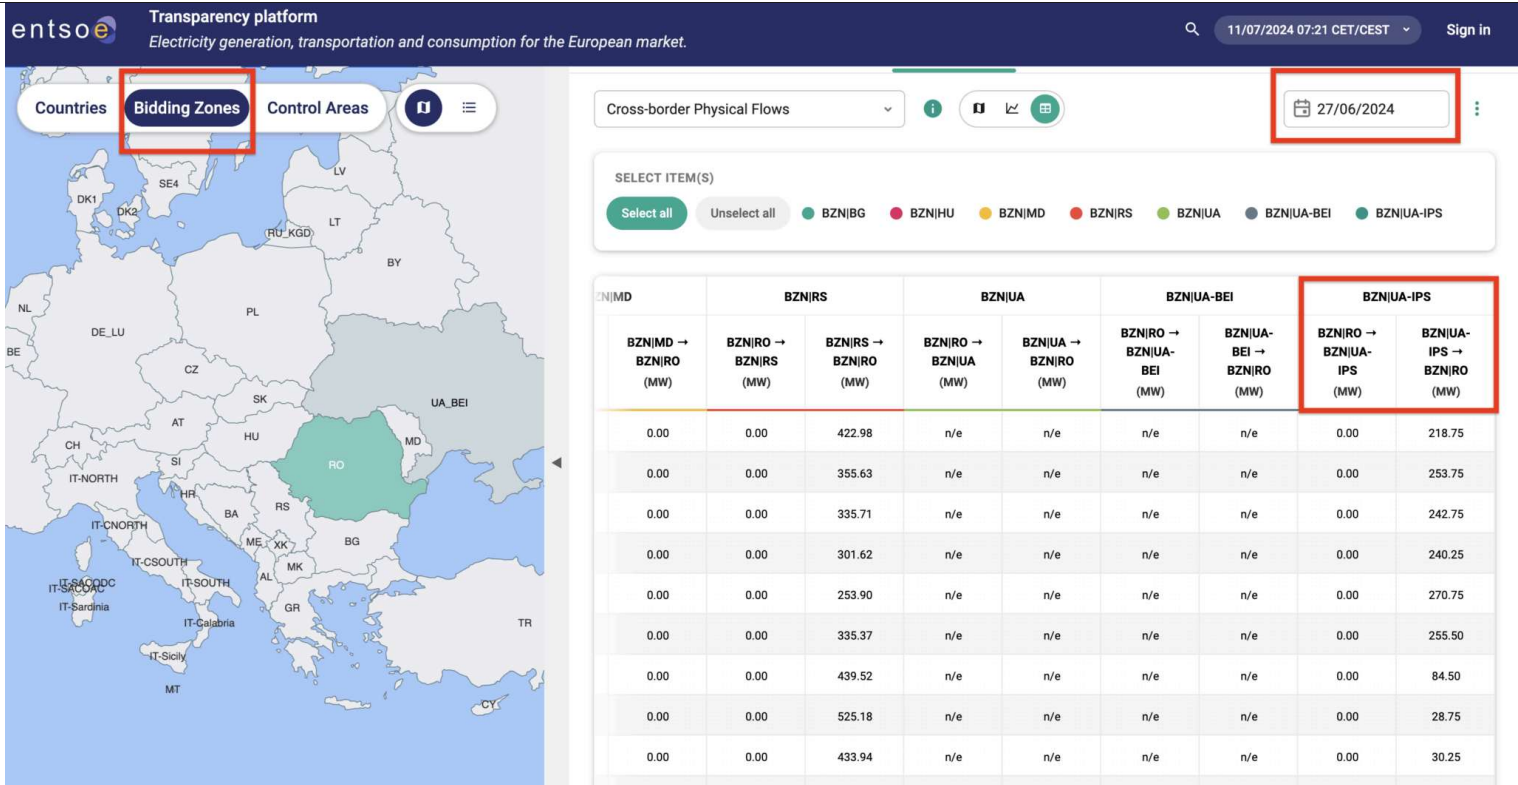 entsoe
Transparency platform
Electricity generation, transportation and consumption for the European market.
11/07/2024 07:21 CET/CEST
Sign in
Countries
Bidding Zones
Control Areas
Cross-border Physical Flows
27/06/2024
SELECT ITEM(S)
Select all
Unselect all
BZN|BG
BZN|HU
BZN|MD
BZN|RS
BZN|UA
BZN|UA-BEI
BZN|UA-IPS
LV
SE4
DK1
DK2
LT
RU_KGD
BY
NL
PL
DE_LU
BE
CZ
SK
UA_BEI
AT
HU
MD
CH
SI
RO
IT-NORTH
HR
RS
BA
IT-CNORTH
ME
XK
BG
IT-CSOUTH
MK
AL
IT-SACODC
IT-SOUTH
IT-SACOAC
IT-Sardinia
GR
IT-Calabria
TR
IT-Sicily
MT
CY
ZN|MD BZN|RS BZN|UA BZN|UA-BEI BZN|UA-IPS
BZN|MD → BZN|RO (MW)
BZN|RO → BZN|RS (MW)
BZN|RS → BZN|RO (MW)
BZN|RO → BZN|UA (MW)
BZN|UA → BZN|RO (MW)
BZN|RO → BZN|UA-BEI (MW)
BZN|UA-BEI → BZN|RO (MW)
BZN|RO → BZN|UA-IPS (MW)
BZN|UA-IPS → BZN|RO (MW)
0.00 0.00 422.98 n/e n/e n/e n/e 0.00 218.75
0.00 0.00 355.63 n/e n/e n/e n/e 0.00 253.75
0.00 0.00 335.71 n/e n/e n/e n/e 0.00 242.75
0.00 0.00 301.62 n/e n/e n/e n/e 0.00 240.25
0.00 0.00 253.90 n/e n/e n/e n/e 0.00 270.75
0.00 0.00 335.37 n/e n/e n/e n/e 0.00 255.50
0.00 0.00 439.52 n/e n/e n/e n/e 0.00 84.50
0.00 0.00 525.18 n/e n/e n/e n/e 0.00 28.75
0.00 0.00 433.94 n/e n/e n/e n/e 0.00 30.25